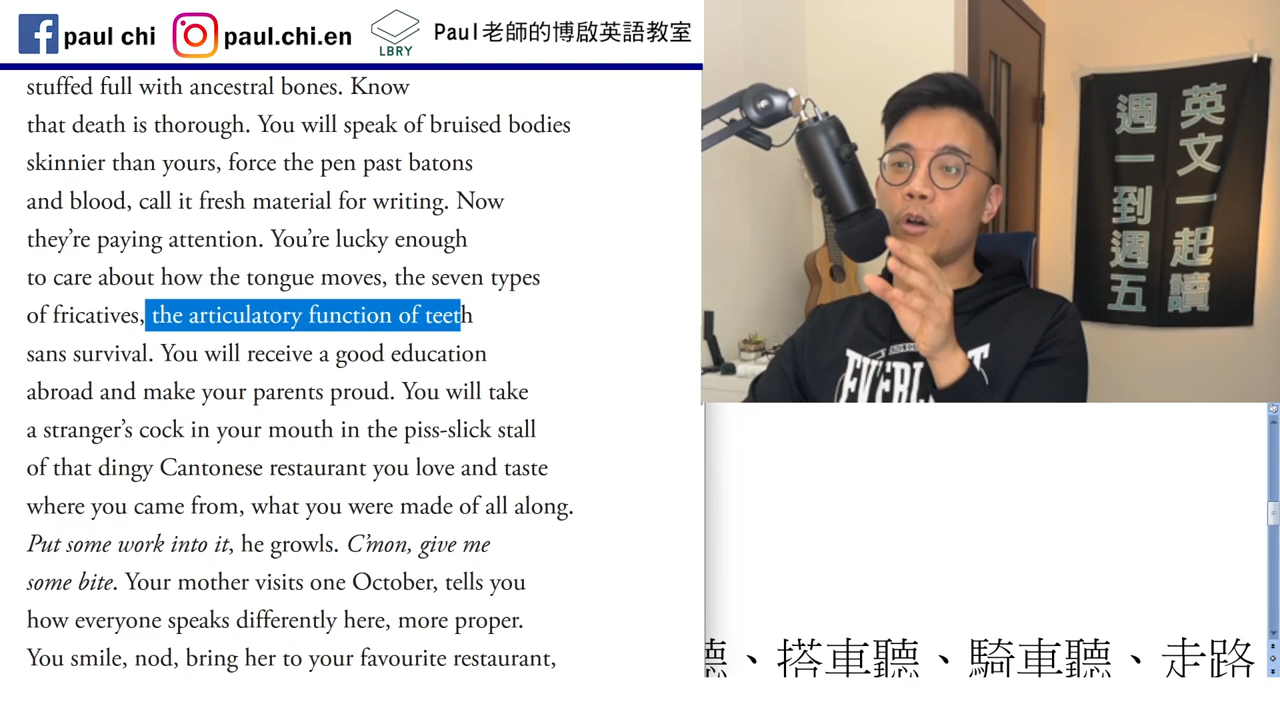 paul chi
paul.chi.en
LBRY
Paul老師的博啟英語教室
stuffed full with ancestral bones. Know
that death is thorough. You will speak of bruised bodies
skinnier than yours, force the pen past batons
and blood, call it fresh material for writing. Now
they’re paying attention. You’re lucky enough
to care about how the tongue moves, the seven types
of fricatives, the articulatory function of teeth
sans survival. You will receive a good education
abroad and make your parents proud. You will take
a stranger’s cock in your mouth in the piss-slick stall
of that dingy Cantonese restaurant you love and taste
where you came from, what you were made of all along.
Put some work into it, he growls. C’mon, give me
some bite. Your mother visits one October, tells you
how everyone speaks differently here, more proper.
You smile, nod, bring her to your favourite restaurant,
英文一起讀
週一到週五
聽、搭車聽、騎車聽、走路